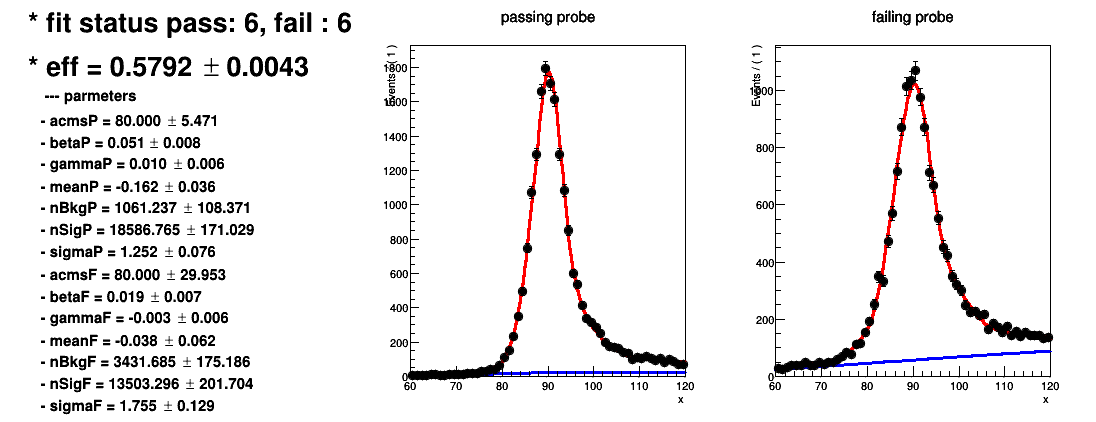 * fit status pass: 6, fail : 6
* eff = 0.5792 ± 0.0043
--- parmeters
- acmsP = 80.000 ± 5.471
- betaP = 0.051 ± 0.008
- gammaP = 0.010 ± 0.006
- meanP = -0.162 ± 0.036
- nBkgP = 1061.237 ± 108.371
- nSigP = 18586.765 ± 171.029
- sigmaP = 1.252 ± 0.076
- acmsF = 80.000 ± 29.953
- betaF = 0.019 ± 0.007
- gammaF = -0.003 ± 0.006
- meanF = -0.038 ± 0.062
- nBkgF = 3431.685 ± 175.186
- nSigF = 13503.296 ± 201.704
- sigmaF = 1.755 ± 0.129
passing probe
Events / ( 1 )
1800
1600
1400
1200
1000
800
600
400
200
0
60 70 80 90 100 110 120
x
failing probe
Events / ( 1 )
1000
800
600
400
200
0
60 70 80 90 100 110 120
x